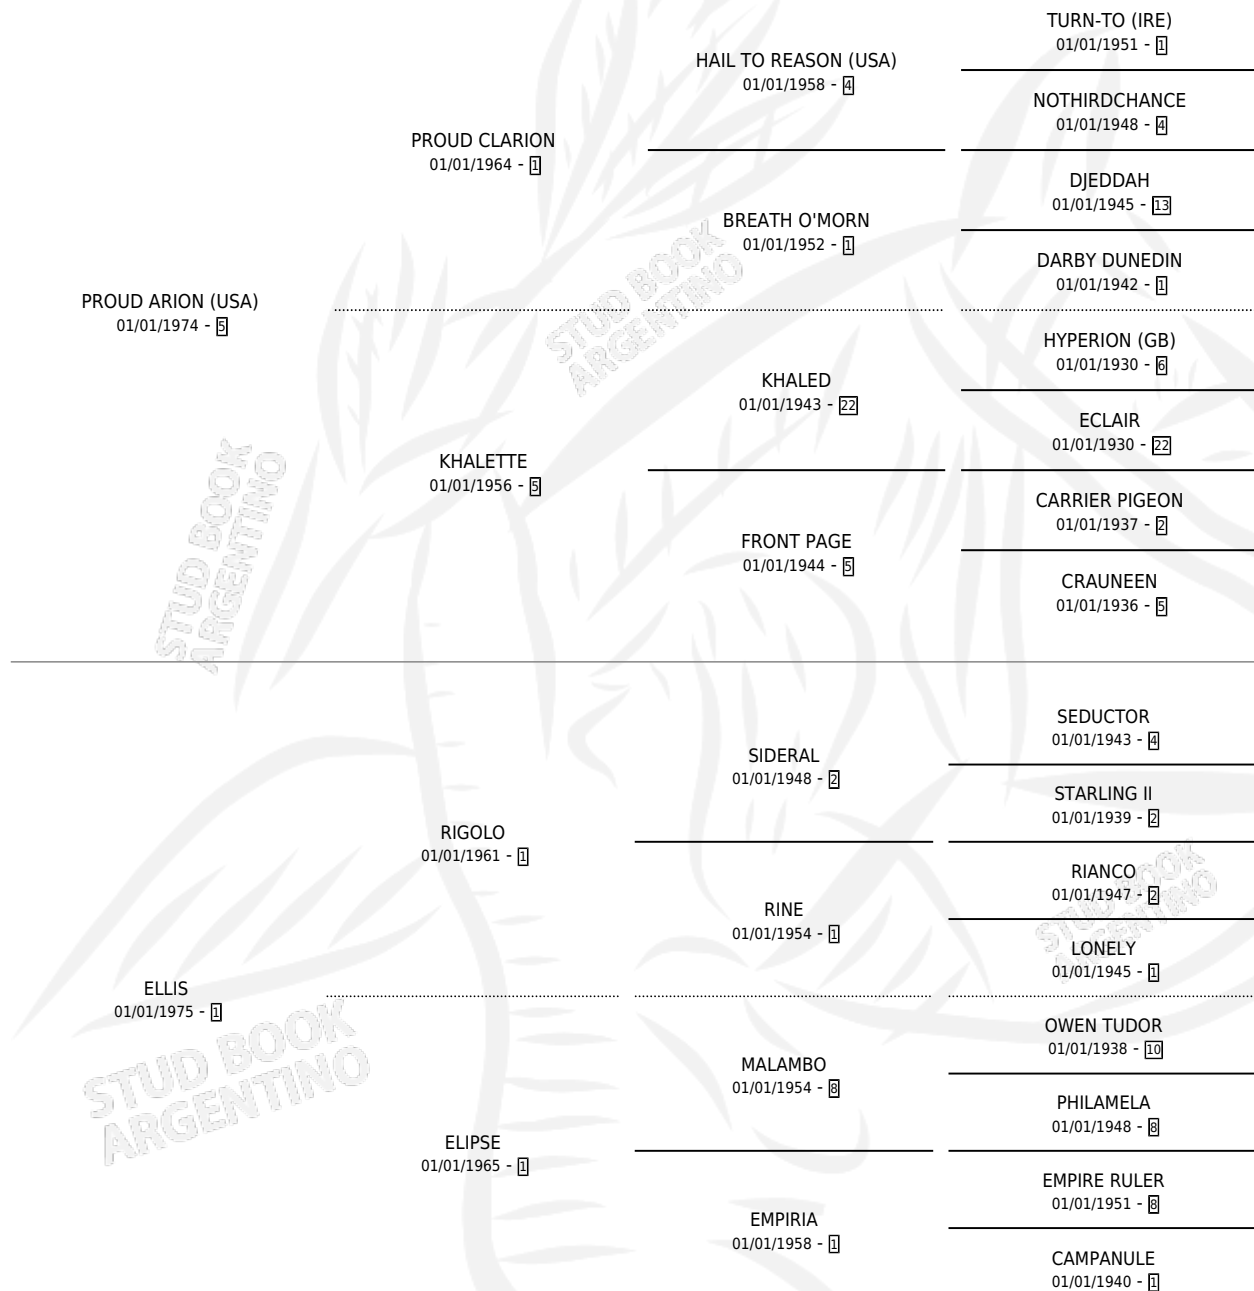 TURN-TO (IRE)
01/01/1951 - 1
HAIL TO REASON (USA)
01/01/1958 - 4
NOTHIRDCHANCE
01/01/1948 - 4
PROUD CLARION
01/01/1964 - 1
DJEDDAH
01/01/1945 - 13
BREATH O'MORN
01/01/1952 - 1
DARBY DUNEDIN
01/01/1942 - 1
PROUD ARION (USA)
01/01/1974 - 5
STUD BOOK
ARGENTINO
HYPERION (GB)
01/01/1930 - 6
KHALED
01/01/1943 - 22
ECLAIR
01/01/1930 - 22
KHALETTE
01/01/1956 - 5
CARRIER PIGEON
01/01/1937 - 2
FRONT PAGE
01/01/1944 - 5
CRAUNEEN
01/01/1936 - 5
STUD BOOK
ARGENTINO
SEDUCTOR
01/01/1943 - 4
SIDERAL
01/01/1948 - 2
STARLING II
01/01/1939 - 2
RIGOLO
01/01/1961 - 1
RIANCO
01/01/1947 - 2
RINE
01/01/1954 - 1
LONELY
01/01/1945 - 1
STUD BOOK
ARGENTINO
ELLIS
01/01/1975 - 1
OWEN TUDOR
01/01/1938 - 10
MALAMBO
01/01/1954 - 8
PHILAMELA
01/01/1948 - 8
STUD BOOK
ARGENTINO
ELIPSE
01/01/1965 - 1
EMPIRE RULER
01/01/1951 - 8
EMPIRIA
01/01/1958 - 1
CAMPANULE
01/01/1940 - 1